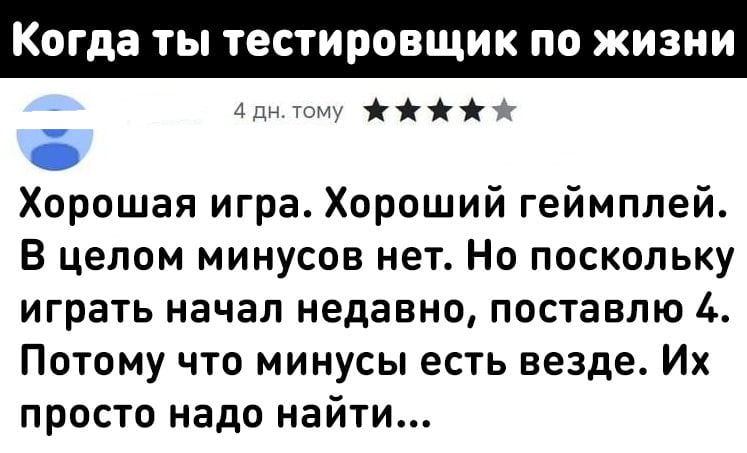 Когда ты тестировщик по жизни
4 дн. тому ★★★★★
Хорошая игра. Хороший геймплей.
В целом минусов нет. Но поскольку
играть начал недавно, поставлю 4.
Потому что минусы есть везде. Их
просто надо найти...